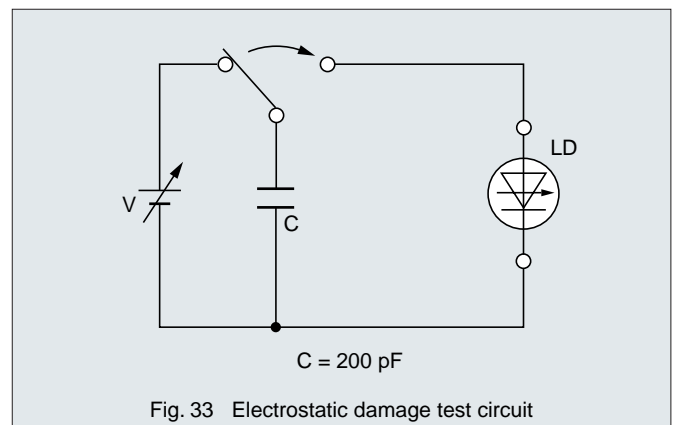 LD
V
C
C = 200 pF
Fig. 33 Electrostatic damage test circuit